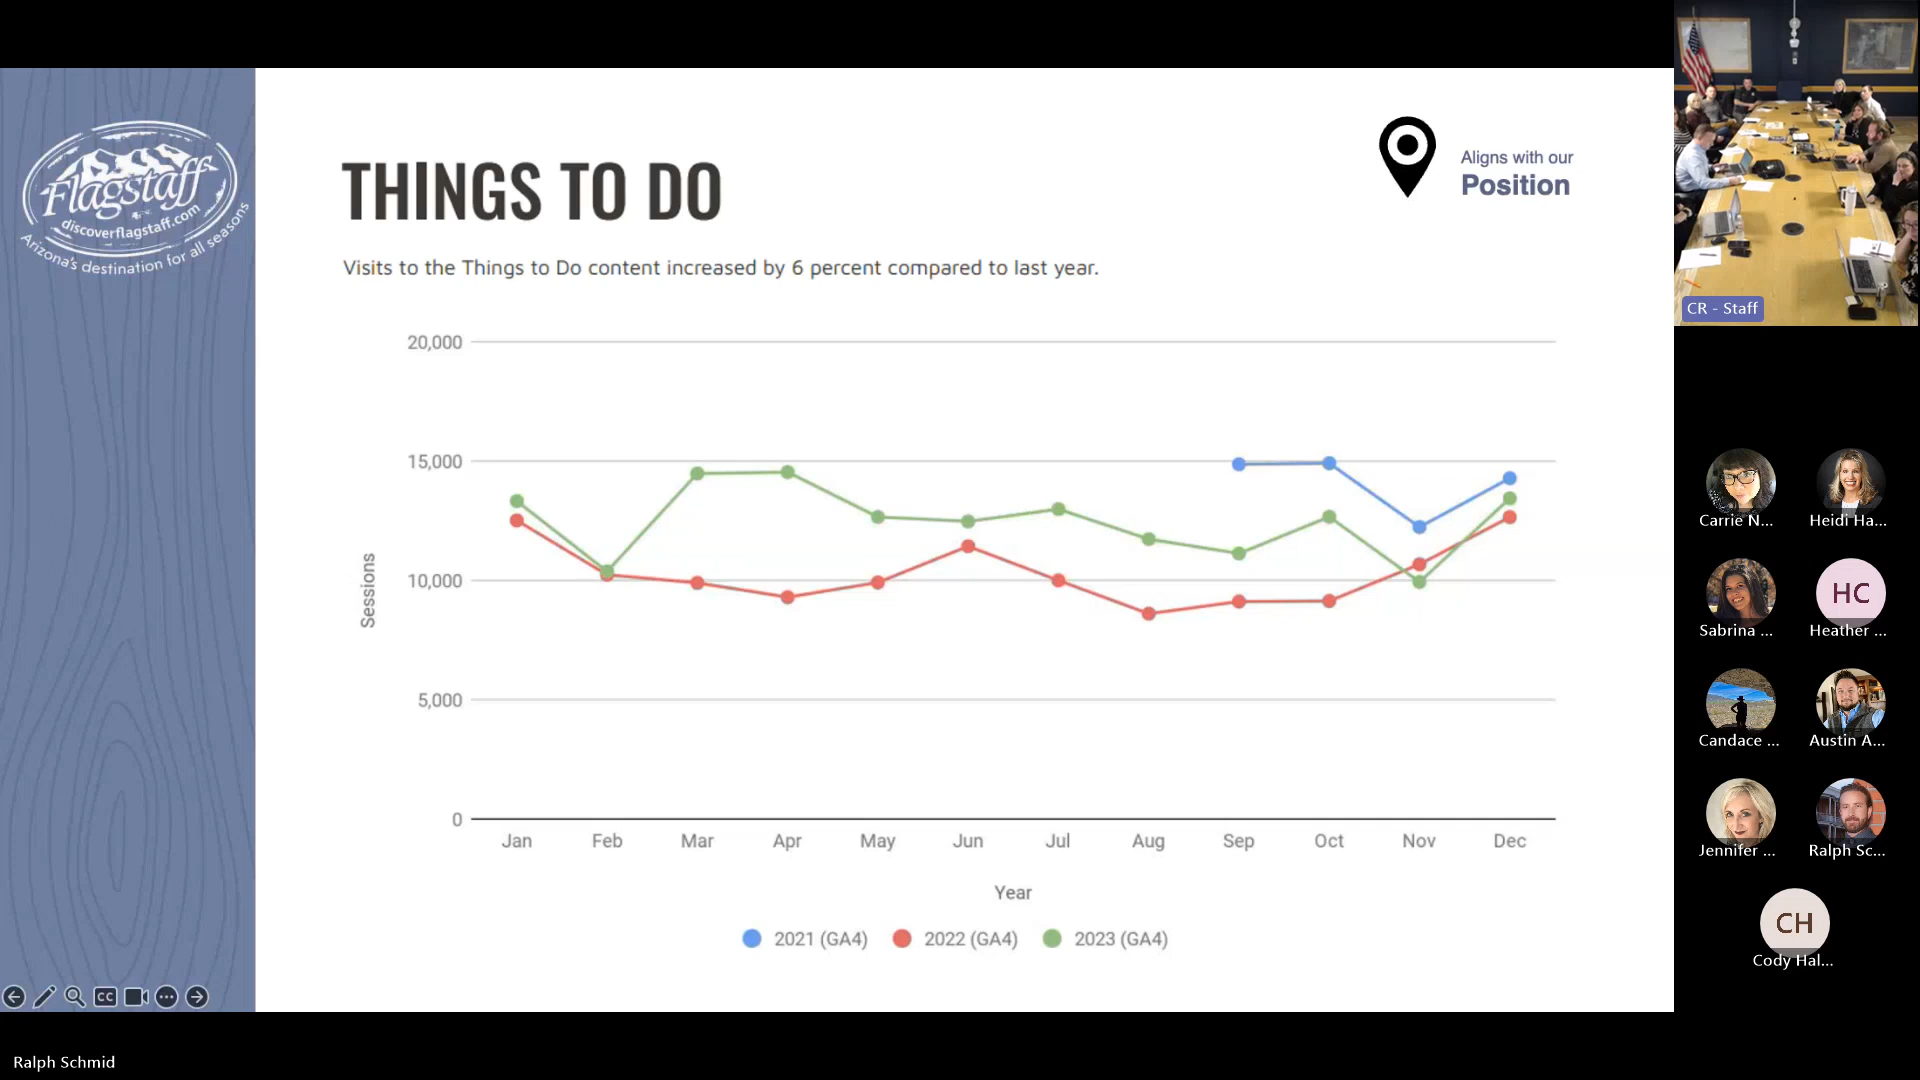 Flagstaff
discoverflagstaff.com
Arizona's destination for all seasons
THINGS TO DO
Aligns with our
Position
Visits to the Things to Do content increased by 6 percent compared to last year.
20,000
15,000
10,000
5,000
0
Sessions
Jan Feb Mar Apr May Jun Jul Aug Sep Oct Nov Dec
Year
2021 (GA4) 2022 (GA4) 2023 (GA4)
CC
Ralph Schmid
CR - Staff
Carrie N... Heidi Ha...
HC
Sabrina ... Heather ...
Candace ... Austin A...
Jennifer ... Ralph Sc...
CH
Cody Hal...